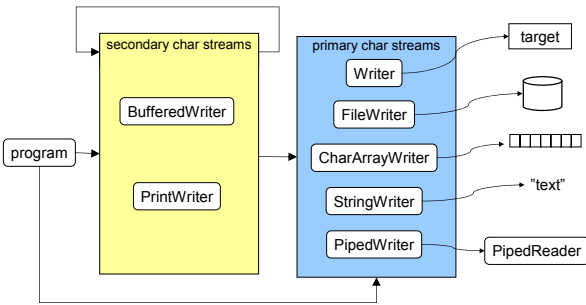 secondary char streams
primary char streams
target
Writer
BufferedWriter
FileWriter
program
CharArrayWriter
PrintWriter
StringWriter
"text"
PipedWriter
PipedReader